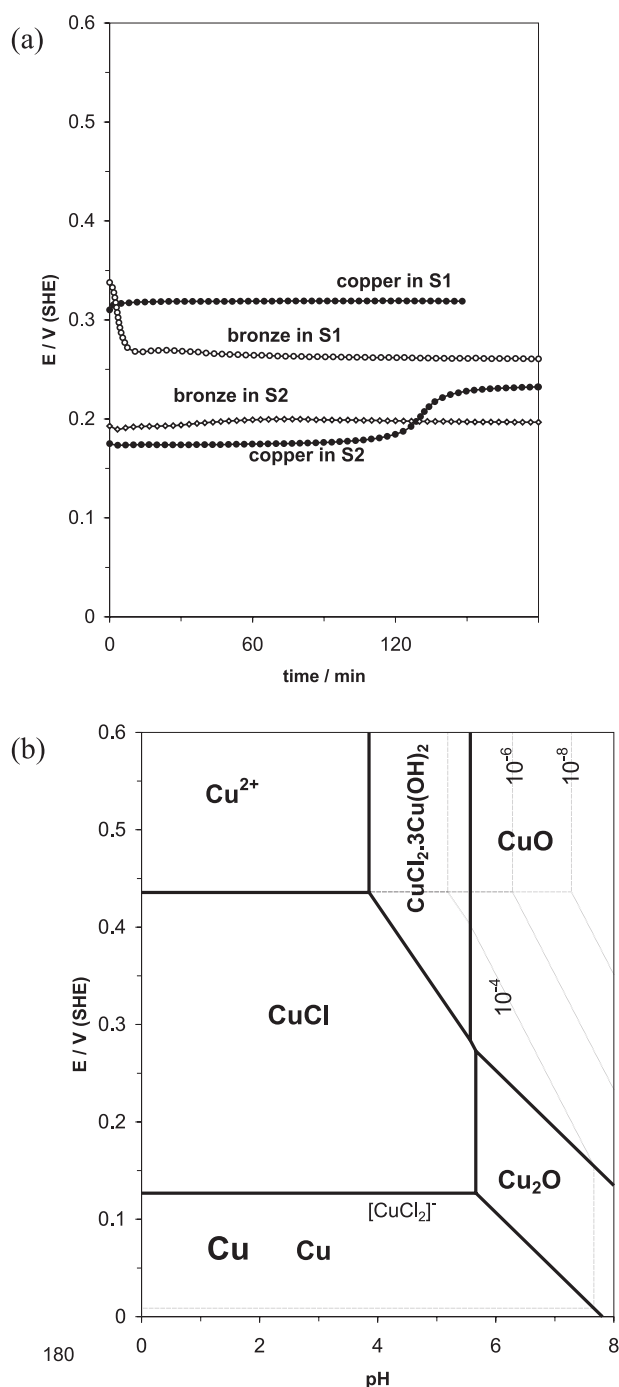 (a)
0.6
0.5
0.4
0.3
0.2
0.1
0
E / V (SHE)
copper in S1
bronze in S1
bronze in S2
copper in S2
0 60 120
time / min
(b)
0.6
0.5
0.4
0.3
0.2
0.1
0
E / V (SHE)
Cu²⁺
CuCl₂.3Cu(OH)₂
10⁻⁶
10⁻⁸
CuO
CuCl
10⁻⁴
Cu₂O
[CuCl₂]⁻
Cu Cu
180
0 2 4 6 8
pH